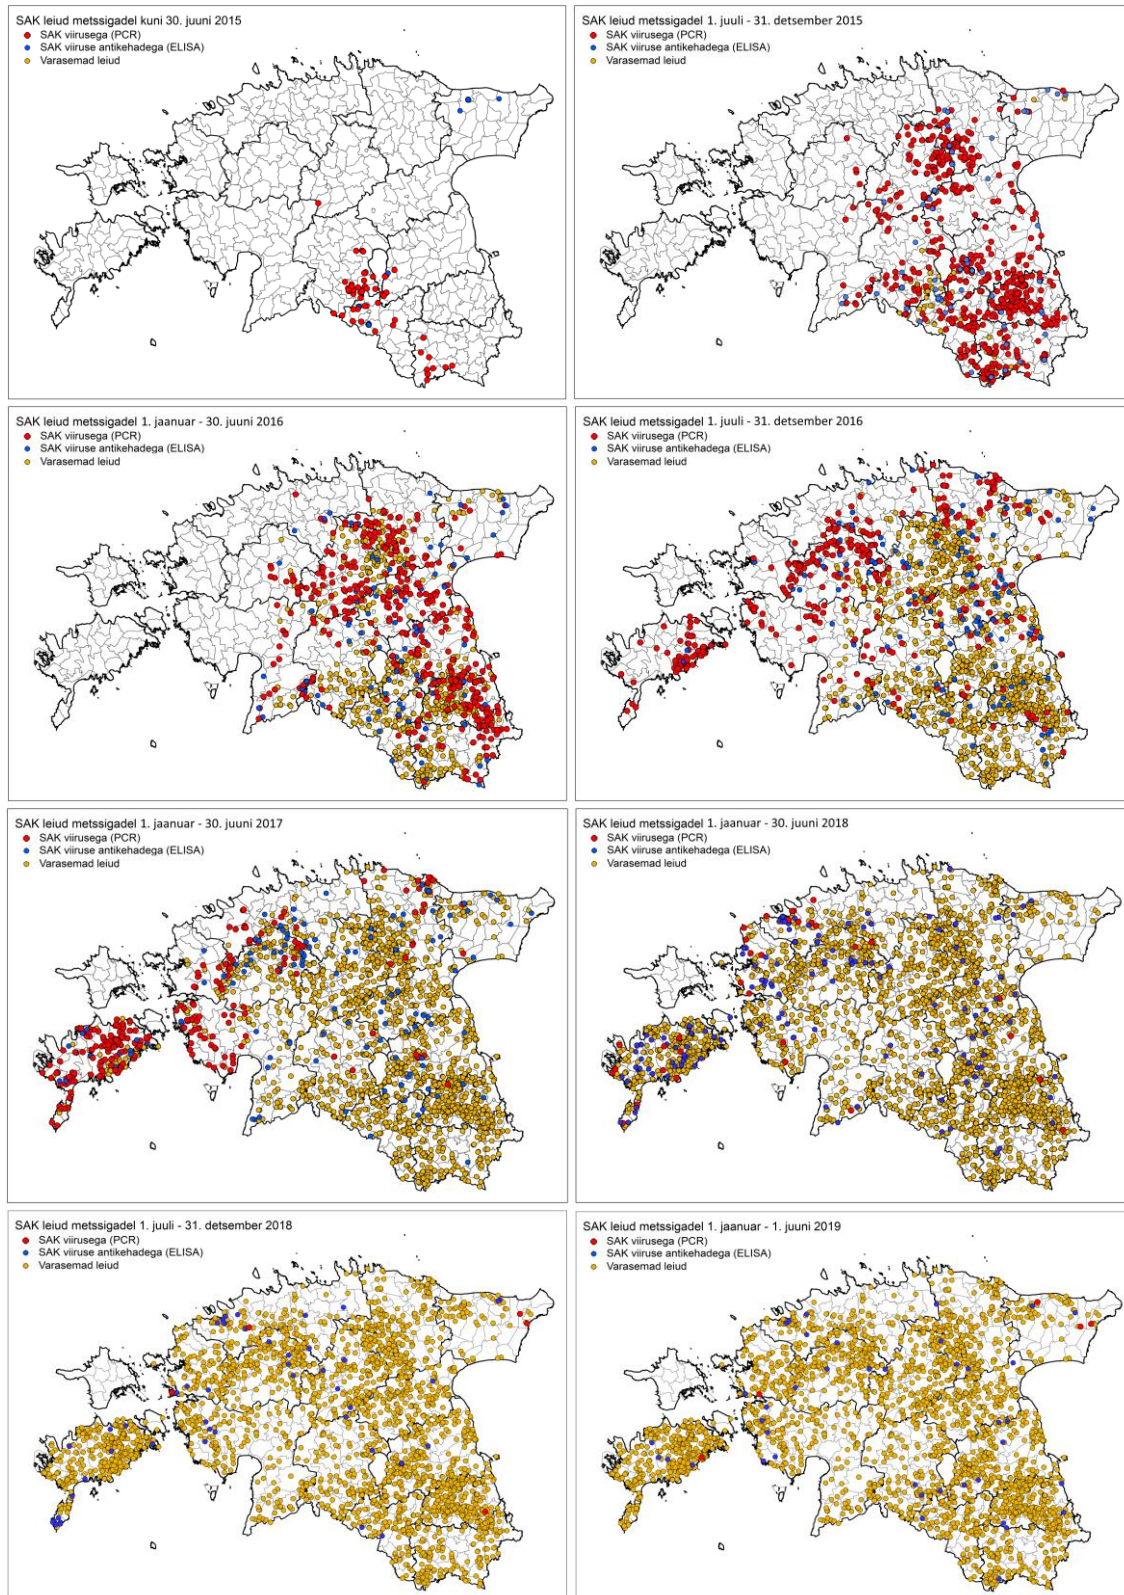 SAK leiud metssigadel kuni 30. juuni 2015
SAK viirusega (PCR)
SAK viiruse antikehadega (ELISA)
Varasemad leiud
SAK leiud metssigadel 1. juuli - 31. detsember 2015
SAK viirusega (PCR)
SAK viiruse antikehadega (ELISA)
Varasemad leiud
SAK leiud metssigadel 1. jaanuar - 30. juuni 2016
SAK viirusega (PCR)
SAK viiruse antikehadega (ELISA)
Varasemad leiud
SAK leiud metssigadel 1. juuli - 31. detsember 2016
SAK viirusega (PCR)
SAK viiruse antikehadega (ELISA)
Varasemad leiud
SAK leiud metssigadel 1. jaanuar - 30. juuni 2017
SAK viirusega (PCR)
SAK viiruse antikehadega (ELISA)
Varasemad leiud
SAK leiud metssigadel 1. jaanuar - 30. juuni 2018
SAK viirusega (PCR)
SAK viiruse antikehadega (ELISA)
Varasemad leiud
SAK leiud metssigadel 1. juuli - 31. detsember 2018
SAK viirusega (PCR)
SAK viiruse antikehadega (ELISA)
Varasemad leiud
SAK leiud metssigadel 1. jaanuar - 1. juuni 2019
SAK viirusega (PCR)
SAK viiruse antikehadega (ELISA)
Varasemad leiud